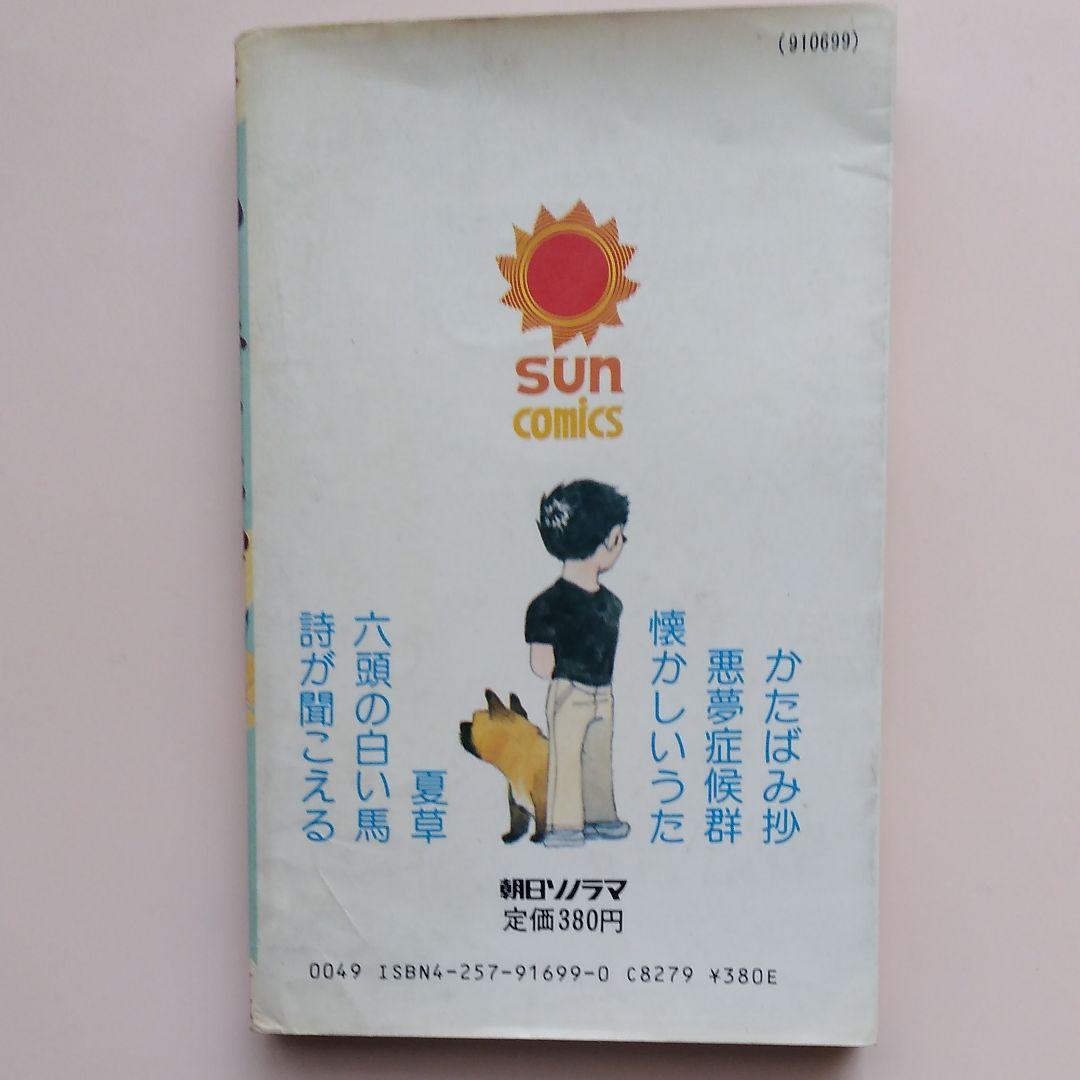 (910699)
sun
comics
かたばみ抄
悪夢症候群
懐かしいうた
夏草
六頭の白い馬
詩が聞こえる
朝日ソノラマ
定価380円
0049 ISBN4-257-91699-0 C8279 ¥380E